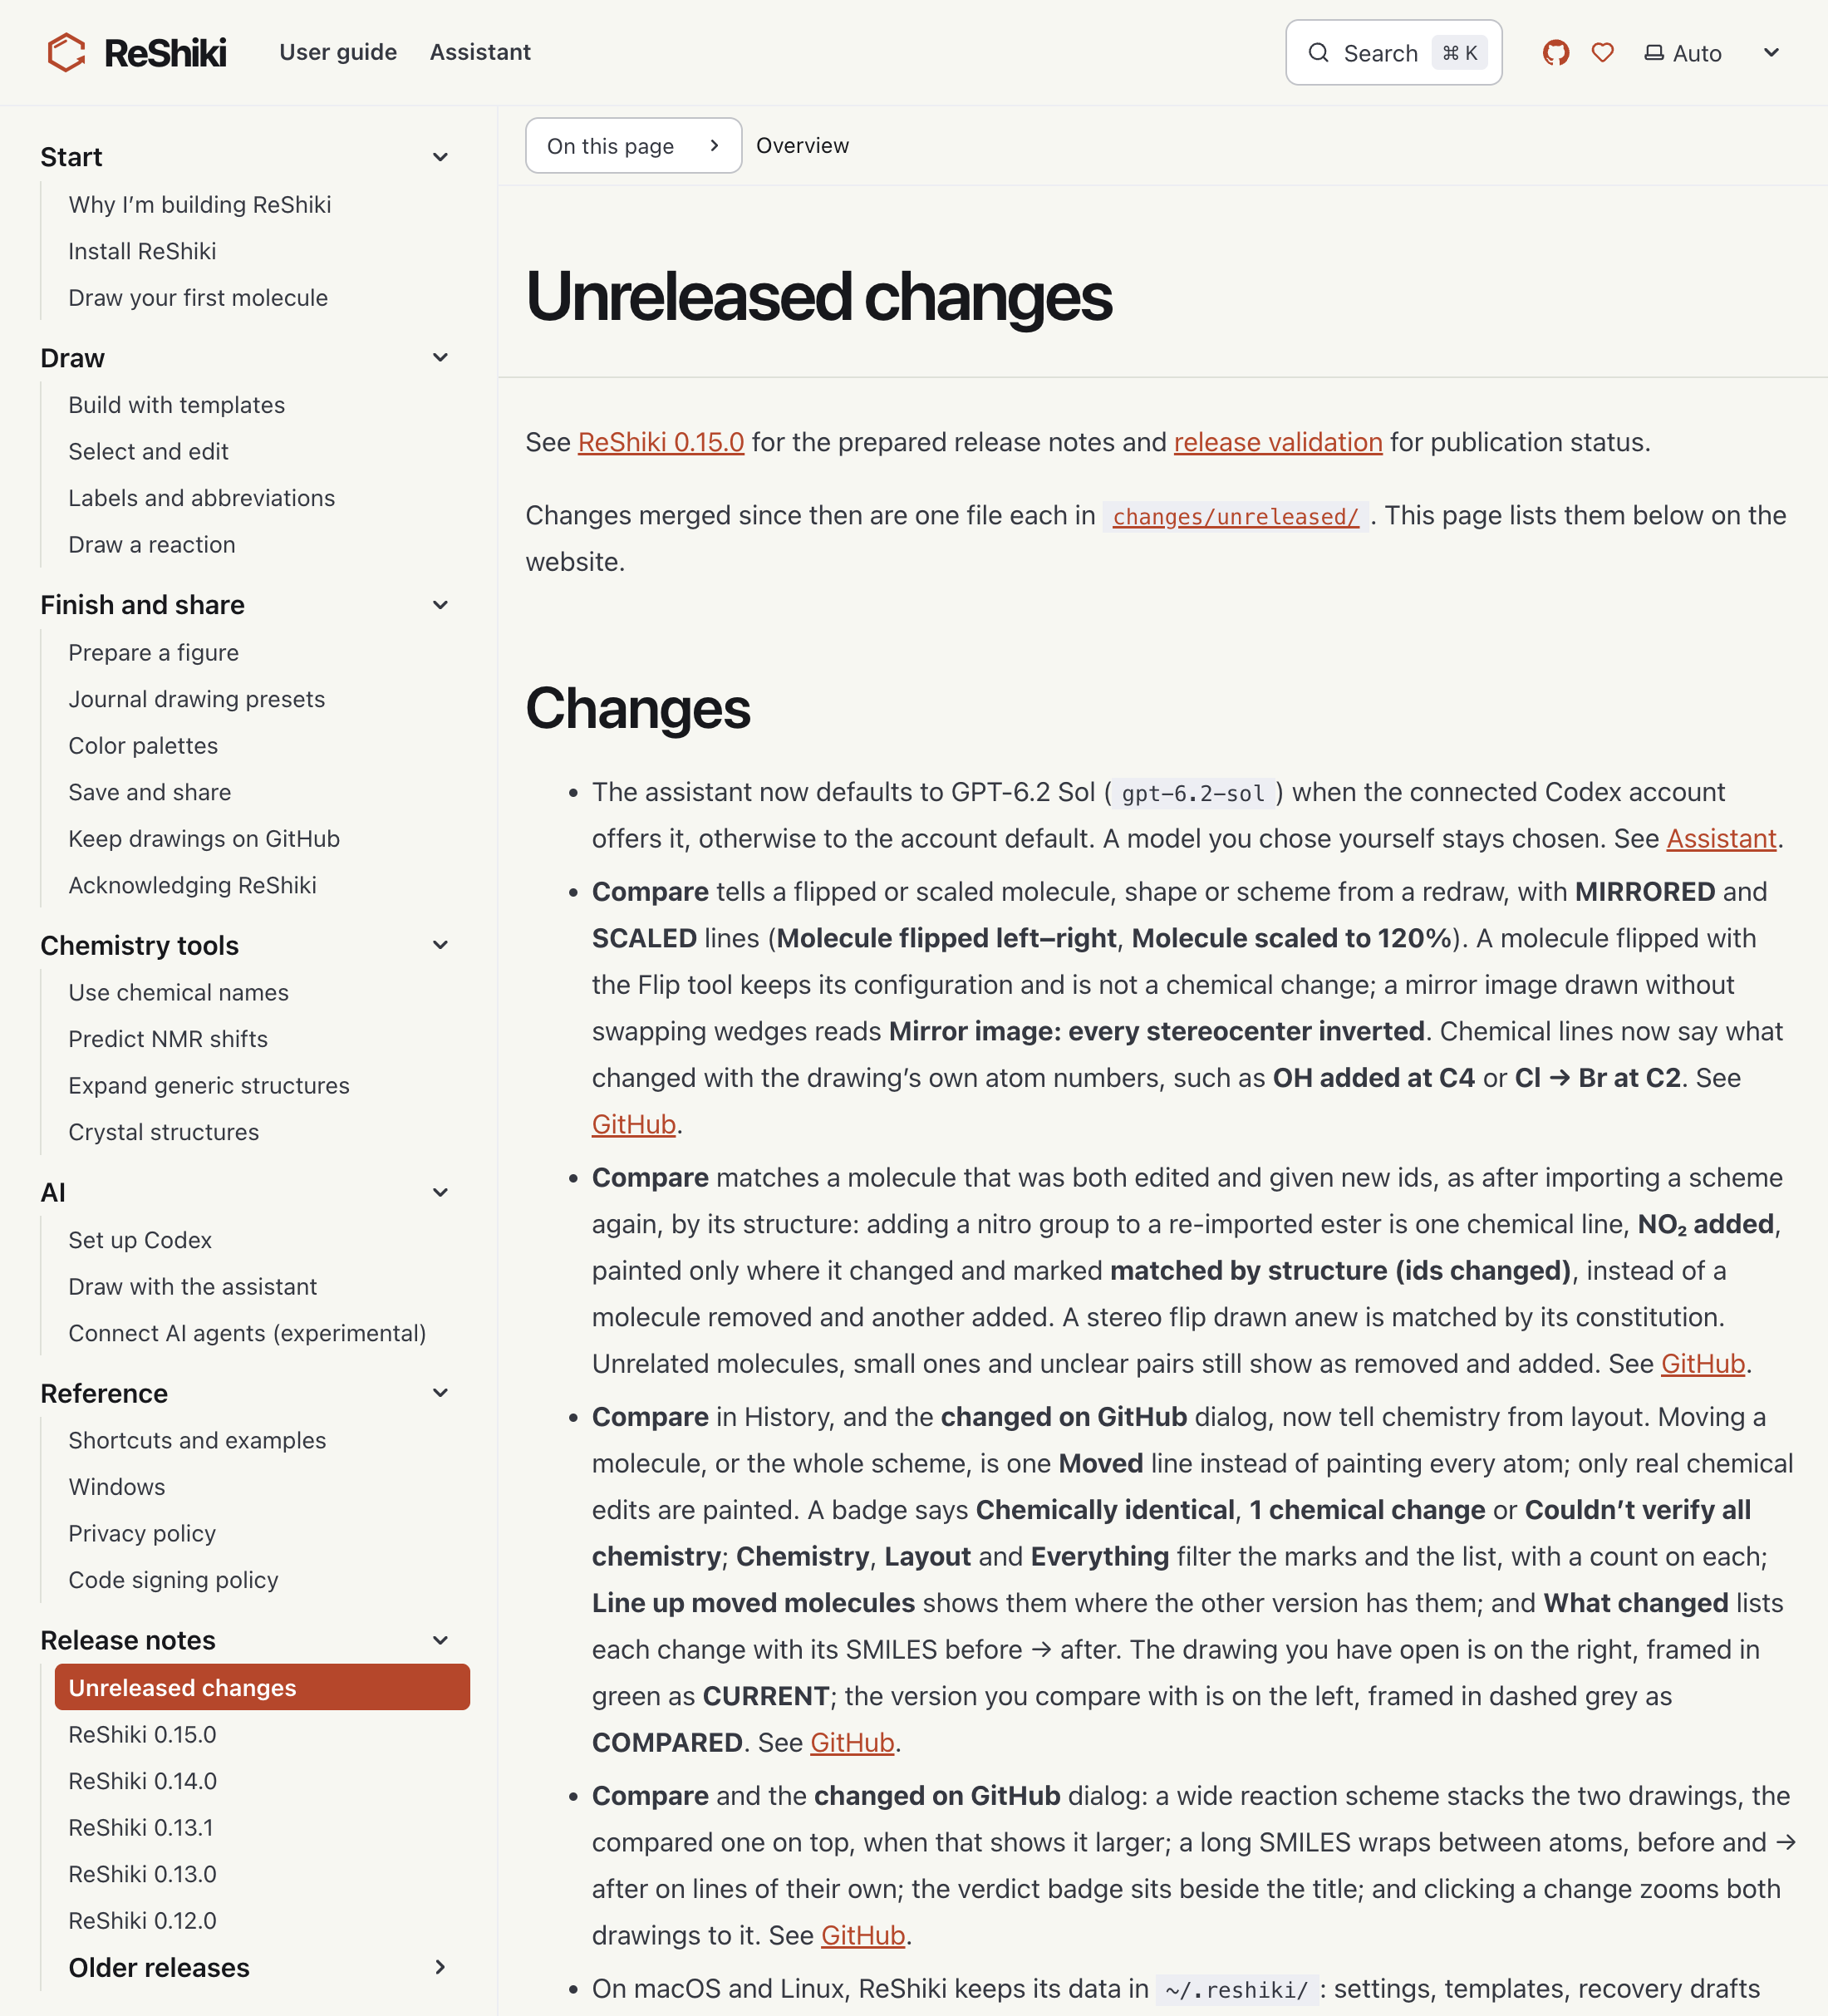 ReShiki
User guide
Assistant
Search ⌘ K
Auto
Start
Why I’m building ReShiki
Install ReShiki
Draw your first molecule
Draw
Build with templates
Select and edit
Labels and abbreviations
Draw a reaction
Finish and share
Prepare a figure
Journal drawing presets
Color palettes
Save and share
Keep drawings on GitHub
Acknowledging ReShiki
Chemistry tools
Use chemical names
Predict NMR shifts
Expand generic structures
Crystal structures
AI
Set up Codex
Draw with the assistant
Connect AI agents (experimental)
Reference
Shortcuts and examples
Windows
Privacy policy
Code signing policy
Release notes
Unreleased changes
ReShiki 0.15.0
ReShiki 0.14.0
ReShiki 0.13.1
ReShiki 0.13.0
ReShiki 0.12.0
Older releases
On this page
Overview
Unreleased changes
See ReShiki 0.15.0 for the prepared release notes and release validation for publication status.
Changes merged since then are one file each in changes/unreleased/ . This page lists them below on the
website.
Changes
• The assistant now defaults to GPT-6.2 Sol ( gpt-6.2-sol ) when the connected Codex account
offers it, otherwise to the account default. A model you chose yourself stays chosen. See Assistant.
• Compare tells a flipped or scaled molecule, shape or scheme from a redraw, with MIRRORED and
SCALED lines (Molecule flipped left–right, Molecule scaled to 120%). A molecule flipped with
the Flip tool keeps its configuration and is not a chemical change; a mirror image drawn without
swapping wedges reads Mirror image: every stereocenter inverted. Chemical lines now say what
changed with the drawing’s own atom numbers, such as OH added at C4 or Cl → Br at C2. See
GitHub.
• Compare matches a molecule that was both edited and given new ids, as after importing a scheme
again, by its structure: adding a nitro group to a re-imported ester is one chemical line, NO₂ added,
painted only where it changed and marked matched by structure (ids changed), instead of a
molecule removed and another added. A stereo flip drawn anew is matched by its constitution.
Unrelated molecules, small ones and unclear pairs still show as removed and added. See GitHub.
• Compare in History, and the changed on GitHub dialog, now tell chemistry from layout. Moving a
molecule, or the whole scheme, is one Moved line instead of painting every atom; only real chemical
edits are painted. A badge says Chemically identical, 1 chemical change or Couldn’t verify all
chemistry; Chemistry, Layout and Everything filter the marks and the list, with a count on each;
Line up moved molecules shows them where the other version has them; and What changed lists
each change with its SMILES before → after. The drawing you have open is on the right, framed in
green as CURRENT; the version you compare with is on the left, framed in dashed grey as
COMPARED. See GitHub.
• Compare and the changed on GitHub dialog: a wide reaction scheme stacks the two drawings, the
compared one on top, when that shows it larger; a long SMILES wraps between atoms, before and →
after on lines of their own; the verdict badge sits beside the title; and clicking a change zooms both
drawings to it. See GitHub.
• On macOS and Linux, ReShiki keeps its data in ~/.reshiki/ : settings, templates, recovery drafts